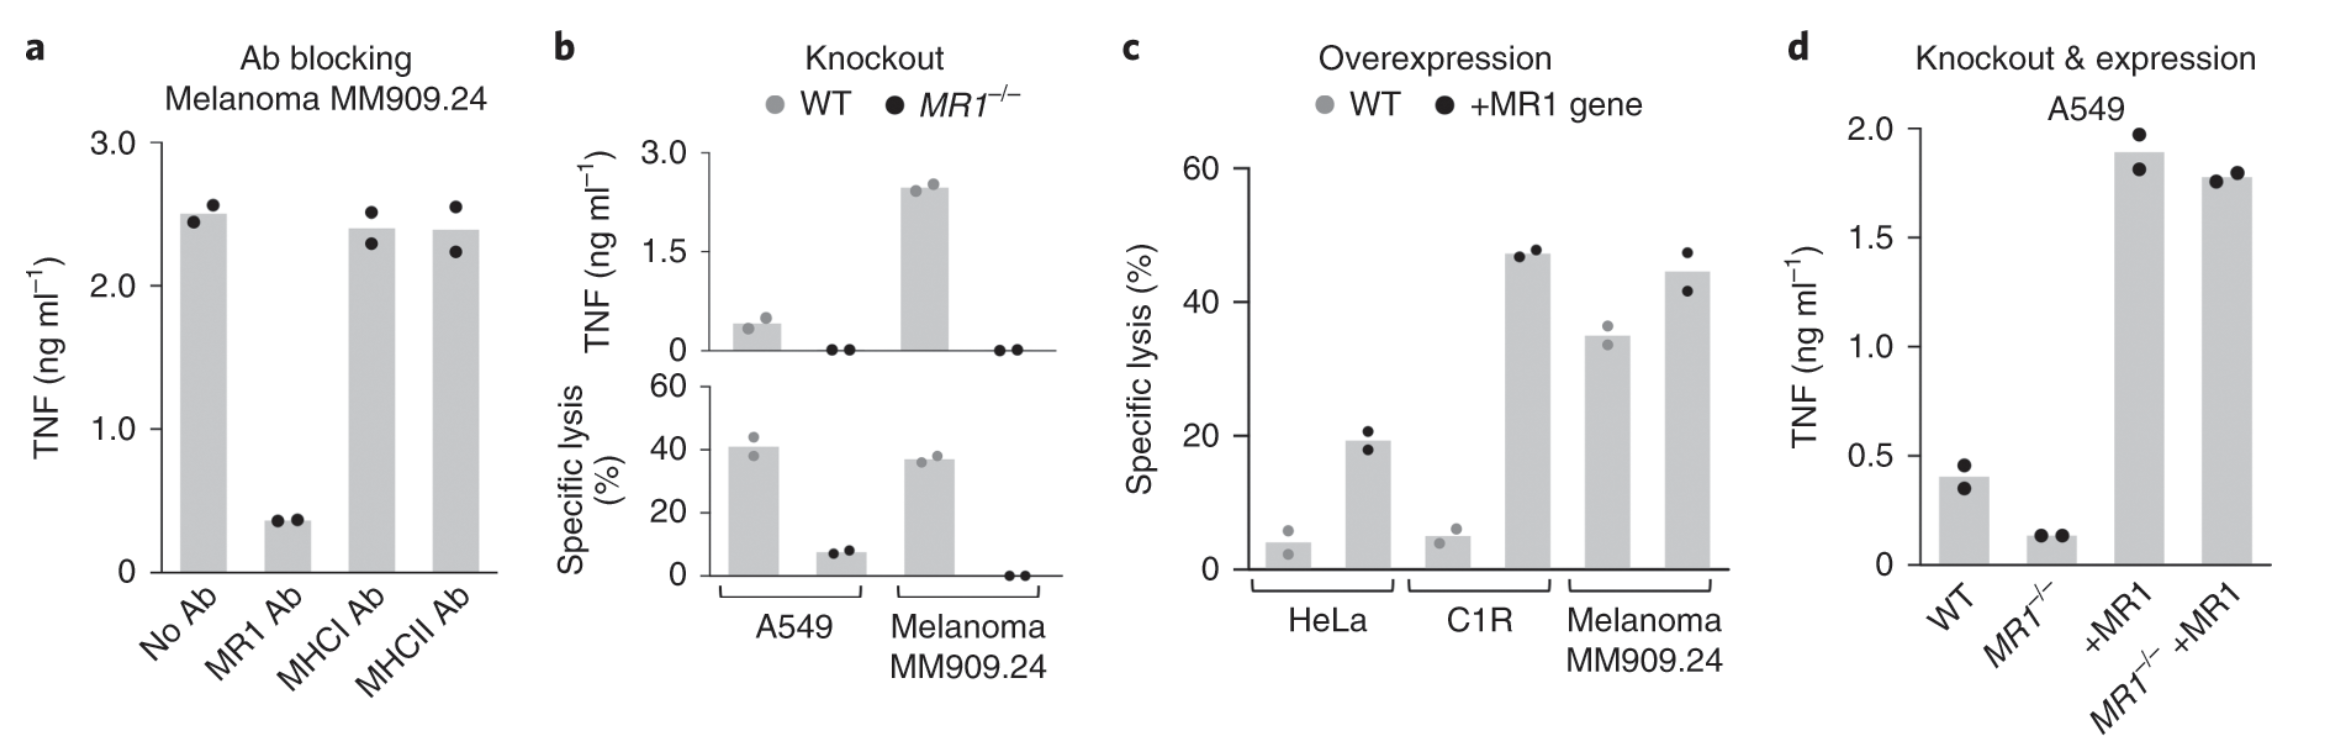 a
Ab blocking
Melanoma MM909.24
TNF (ng ml⁻¹)
3.0
2.0
1.0
0
No Ab
MR1 Ab
MHCI Ab
MHCII Ab
b
Knockout
WT MR1⁻/⁻
TNF (ng ml⁻¹)
3.0
1.5
0
Specific lysis
(%)
60
40
20
0
A549
Melanoma
MM909.24
c
Overexpression
WT +MR1 gene
Specific lysis (%)
60
40
20
0
HeLa
C1R
Melanoma
MM909.24
d
Knockout & expression
A549
TNF (ng ml⁻¹)
2.0
1.5
1.0
0.5
0
WT
MR1⁻/⁻
+MR1
MR1⁻/⁻ +MR1